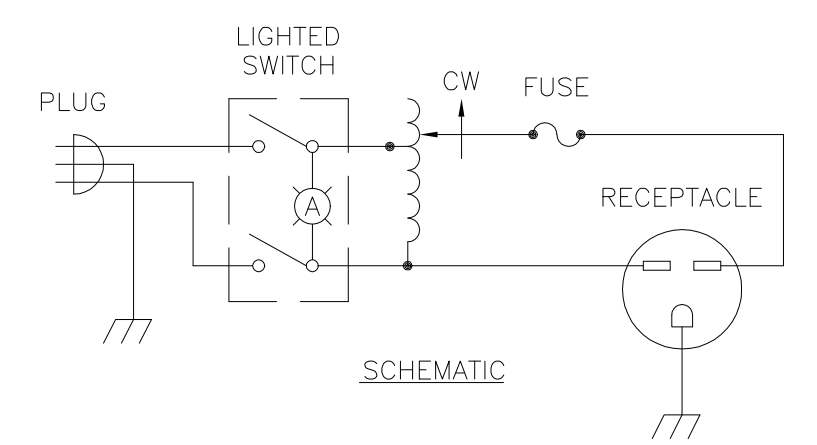 LIGHTED
SWITCH
CW
FUSE
PLUG
RECEPTACLE
A
SCHEMATIC